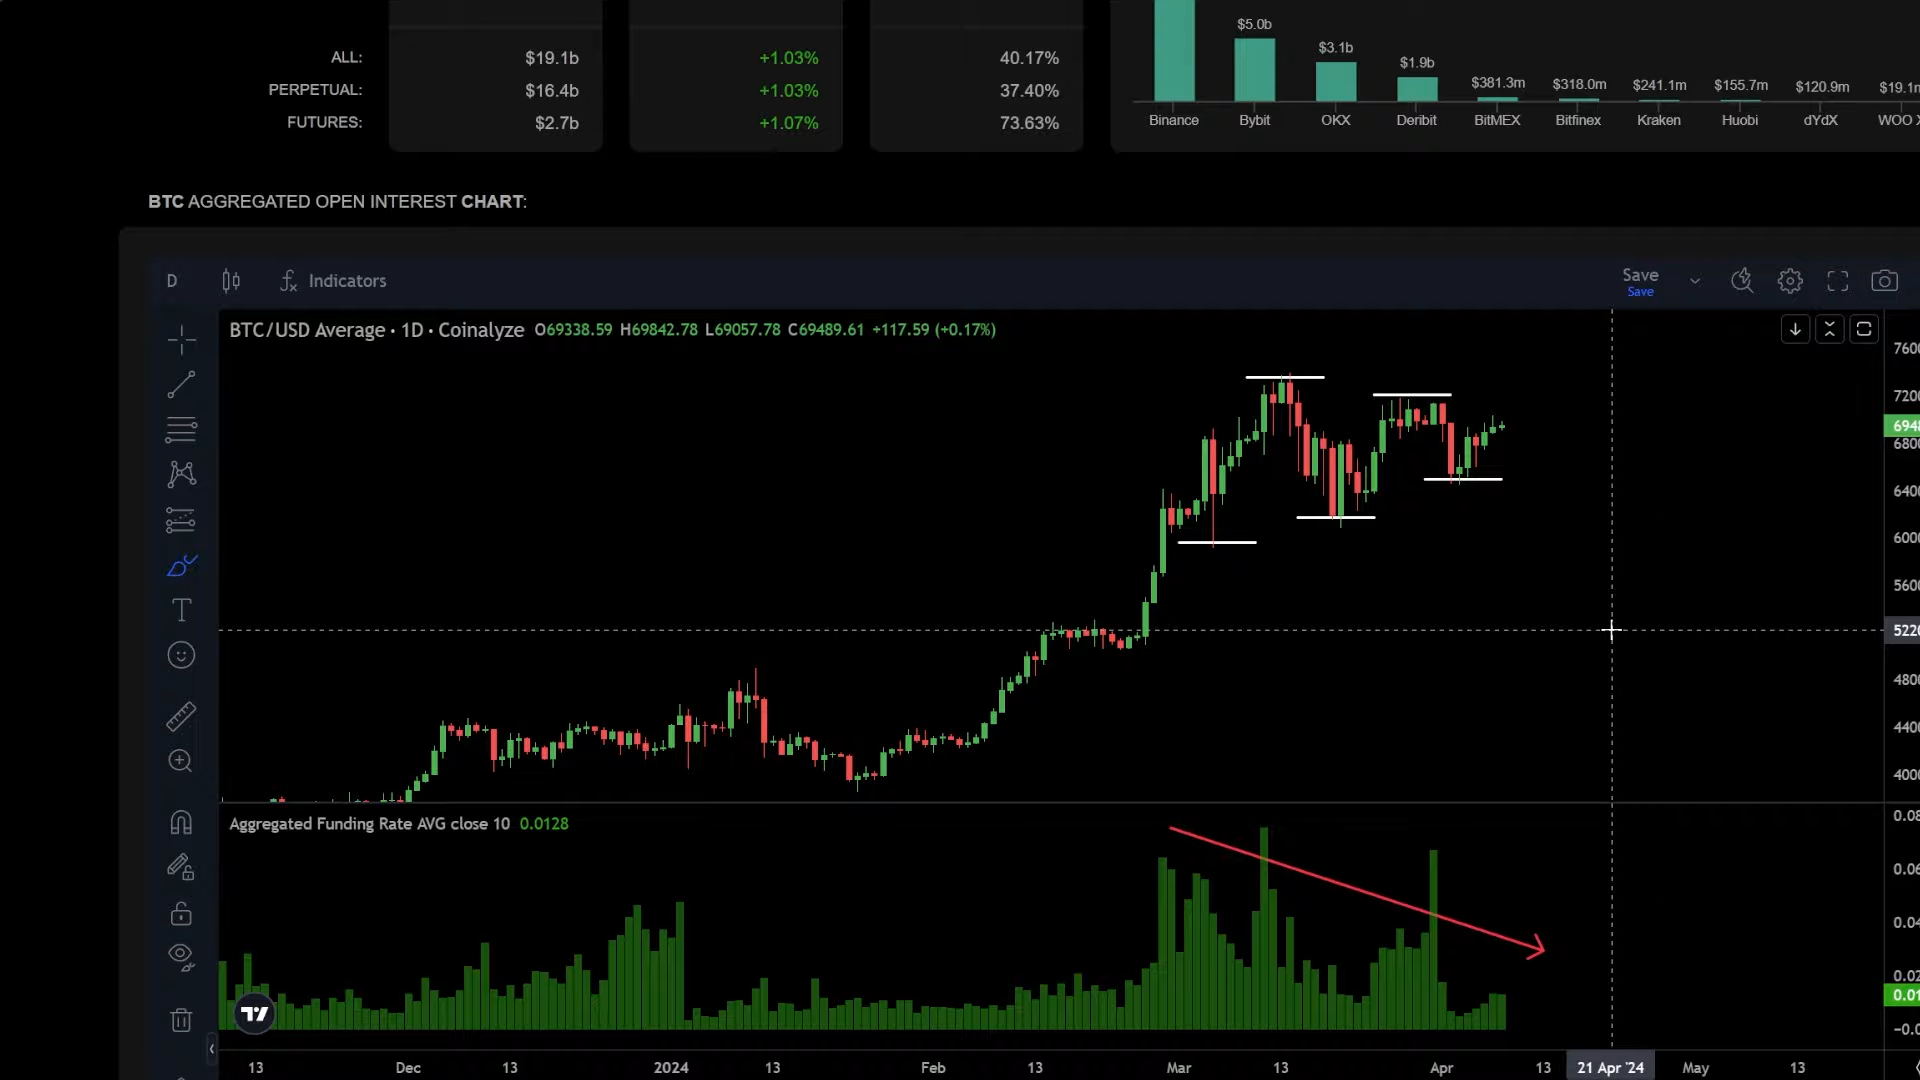 $5.0b
$3.1b
$1.9b
$381.3m $318.0m $241.1m $155.7m $120.9m $19.1m
Binance Bybit OKX Deribit BitMEX Bitfinex Kraken Huobi dYdX WOO X
ALL: $19.1b +1.03% 40.17%
PERPETUAL: $16.4b +1.03% 37.40%
FUTURES: $2.7b +1.07% 73.63%
BTC AGGREGATED OPEN INTEREST CHART:
D Indicators Save
Save
BTC/USD Average · 1D · Coinalyze O69338.59 H69842.78 L69057.78 C69489.61 +117.59 (+0.17%)
T
Aggregated Funding Rate AVG close 10 0.0128
13 Dec 13 2024 13 Feb 13 Mar 13 Apr 13 21 Apr '24 May 13